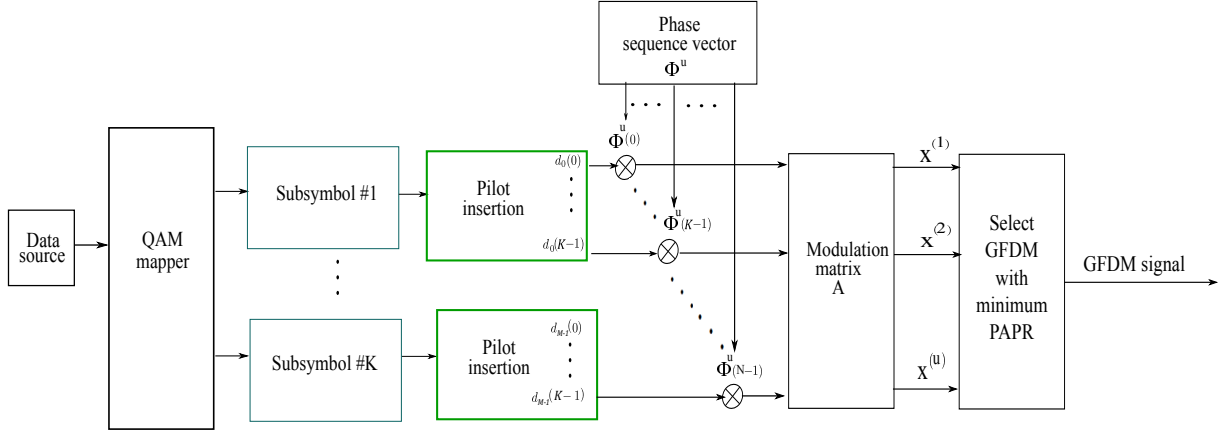 Phase
sequence vector
Φ^u
Φ^u(0)
Φ^u(K−1)
Φ^u(N−1)
Data
source
QAM
mapper
Subsymbol #1
Subsymbol #K
Pilot
insertion
d_0(0)
d_0(K−1)
Pilot
insertion
d_{M-1}(0)
d_{M-1}(K−1)
Modulation
matrix
A
X^(1)
X^(2)
X^(u)
Select
GFDM
with
minimum
PAPR
GFDM signal